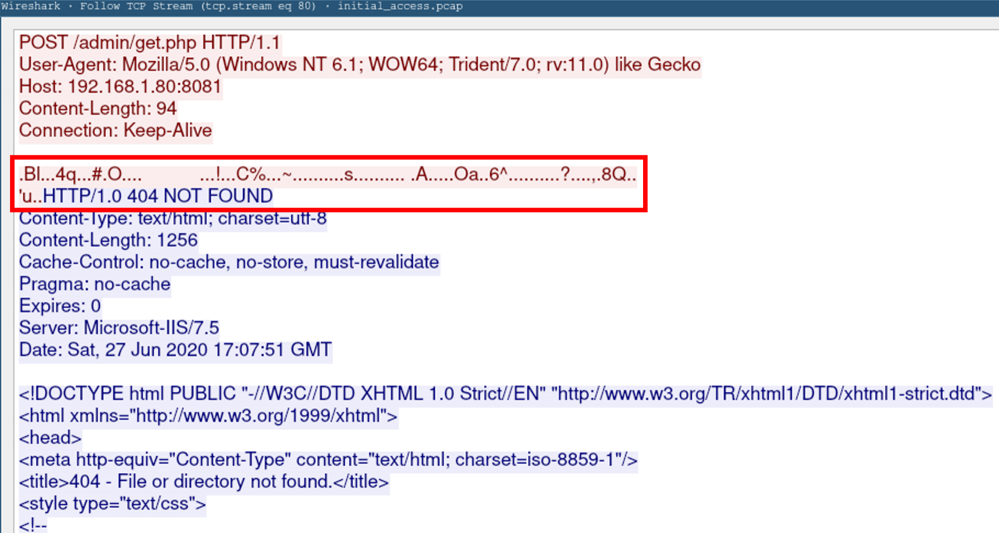 Wireshark · Follow TCP Stream (tcp.stream eq 80) · initial_access.pcap
POST /admin/get.php HTTP/1.1
User-Agent: Mozilla/5.0 (Windows NT 6.1; WOW64; Trident/7.0; rv:11.0) like Gecko
Host: 192.168.1.80:8081
Content-Length: 94
Connection: Keep-Alive
.Bl...4q...#.O....            ...!...C%...~..........s.......... .A.....Oa..6^..........?....,.8Q..
'u..HTTP/1.0 404 NOT FOUND
Content-Type: text/html; charset=utf-8
Content-Length: 1256
Cache-Control: no-cache, no-store, must-revalidate
Pragma: no-cache
Expires: 0
Server: Microsoft-IIS/7.5
Date: Sat, 27 Jun 2020 17:07:51 GMT
<!DOCTYPE html PUBLIC "-//W3C//DTD XHTML 1.0 Strict//EN" "http://www.w3.org/TR/xhtml1/DTD/xhtml1-strict.dtd">
<html xmlns="http://www.w3.org/1999/xhtml">
<head>
<meta http-equiv="Content-Type" content="text/html; charset=iso-8859-1"/>
<title>404 - File or directory not found.</title>
<style type="text/css">
<!--